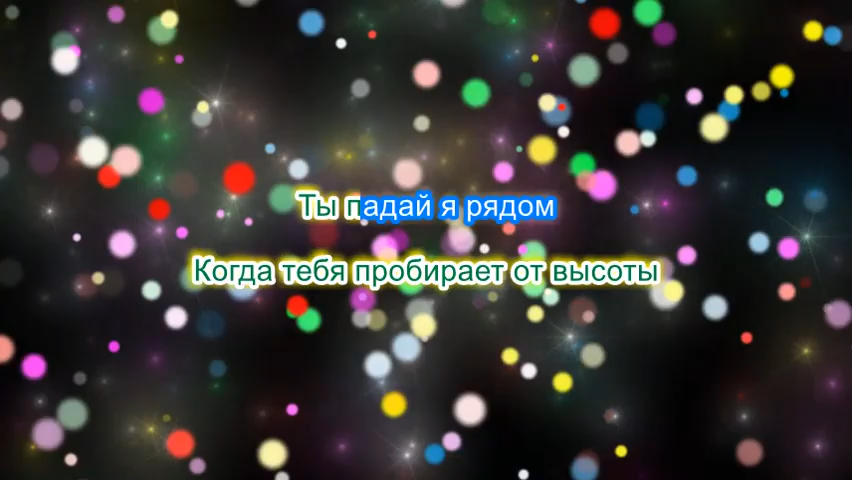 Ты падай я рядом
Когда тебя пробирает от высоты